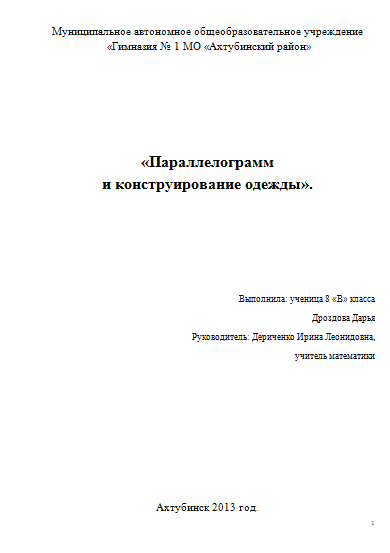 Муниципальное автономное общеобразовательное учреждение
«Гимназия № 1 МО «Ахтубинский район»
«Параллелограмм
и конструирование одежды».
Выполнила: ученица 8 «В» класса
Дроздова Дарья
Руководитель: Дериченко Ирина Леонидовна,
учитель математики
Ахтубинск 2013 год.
1